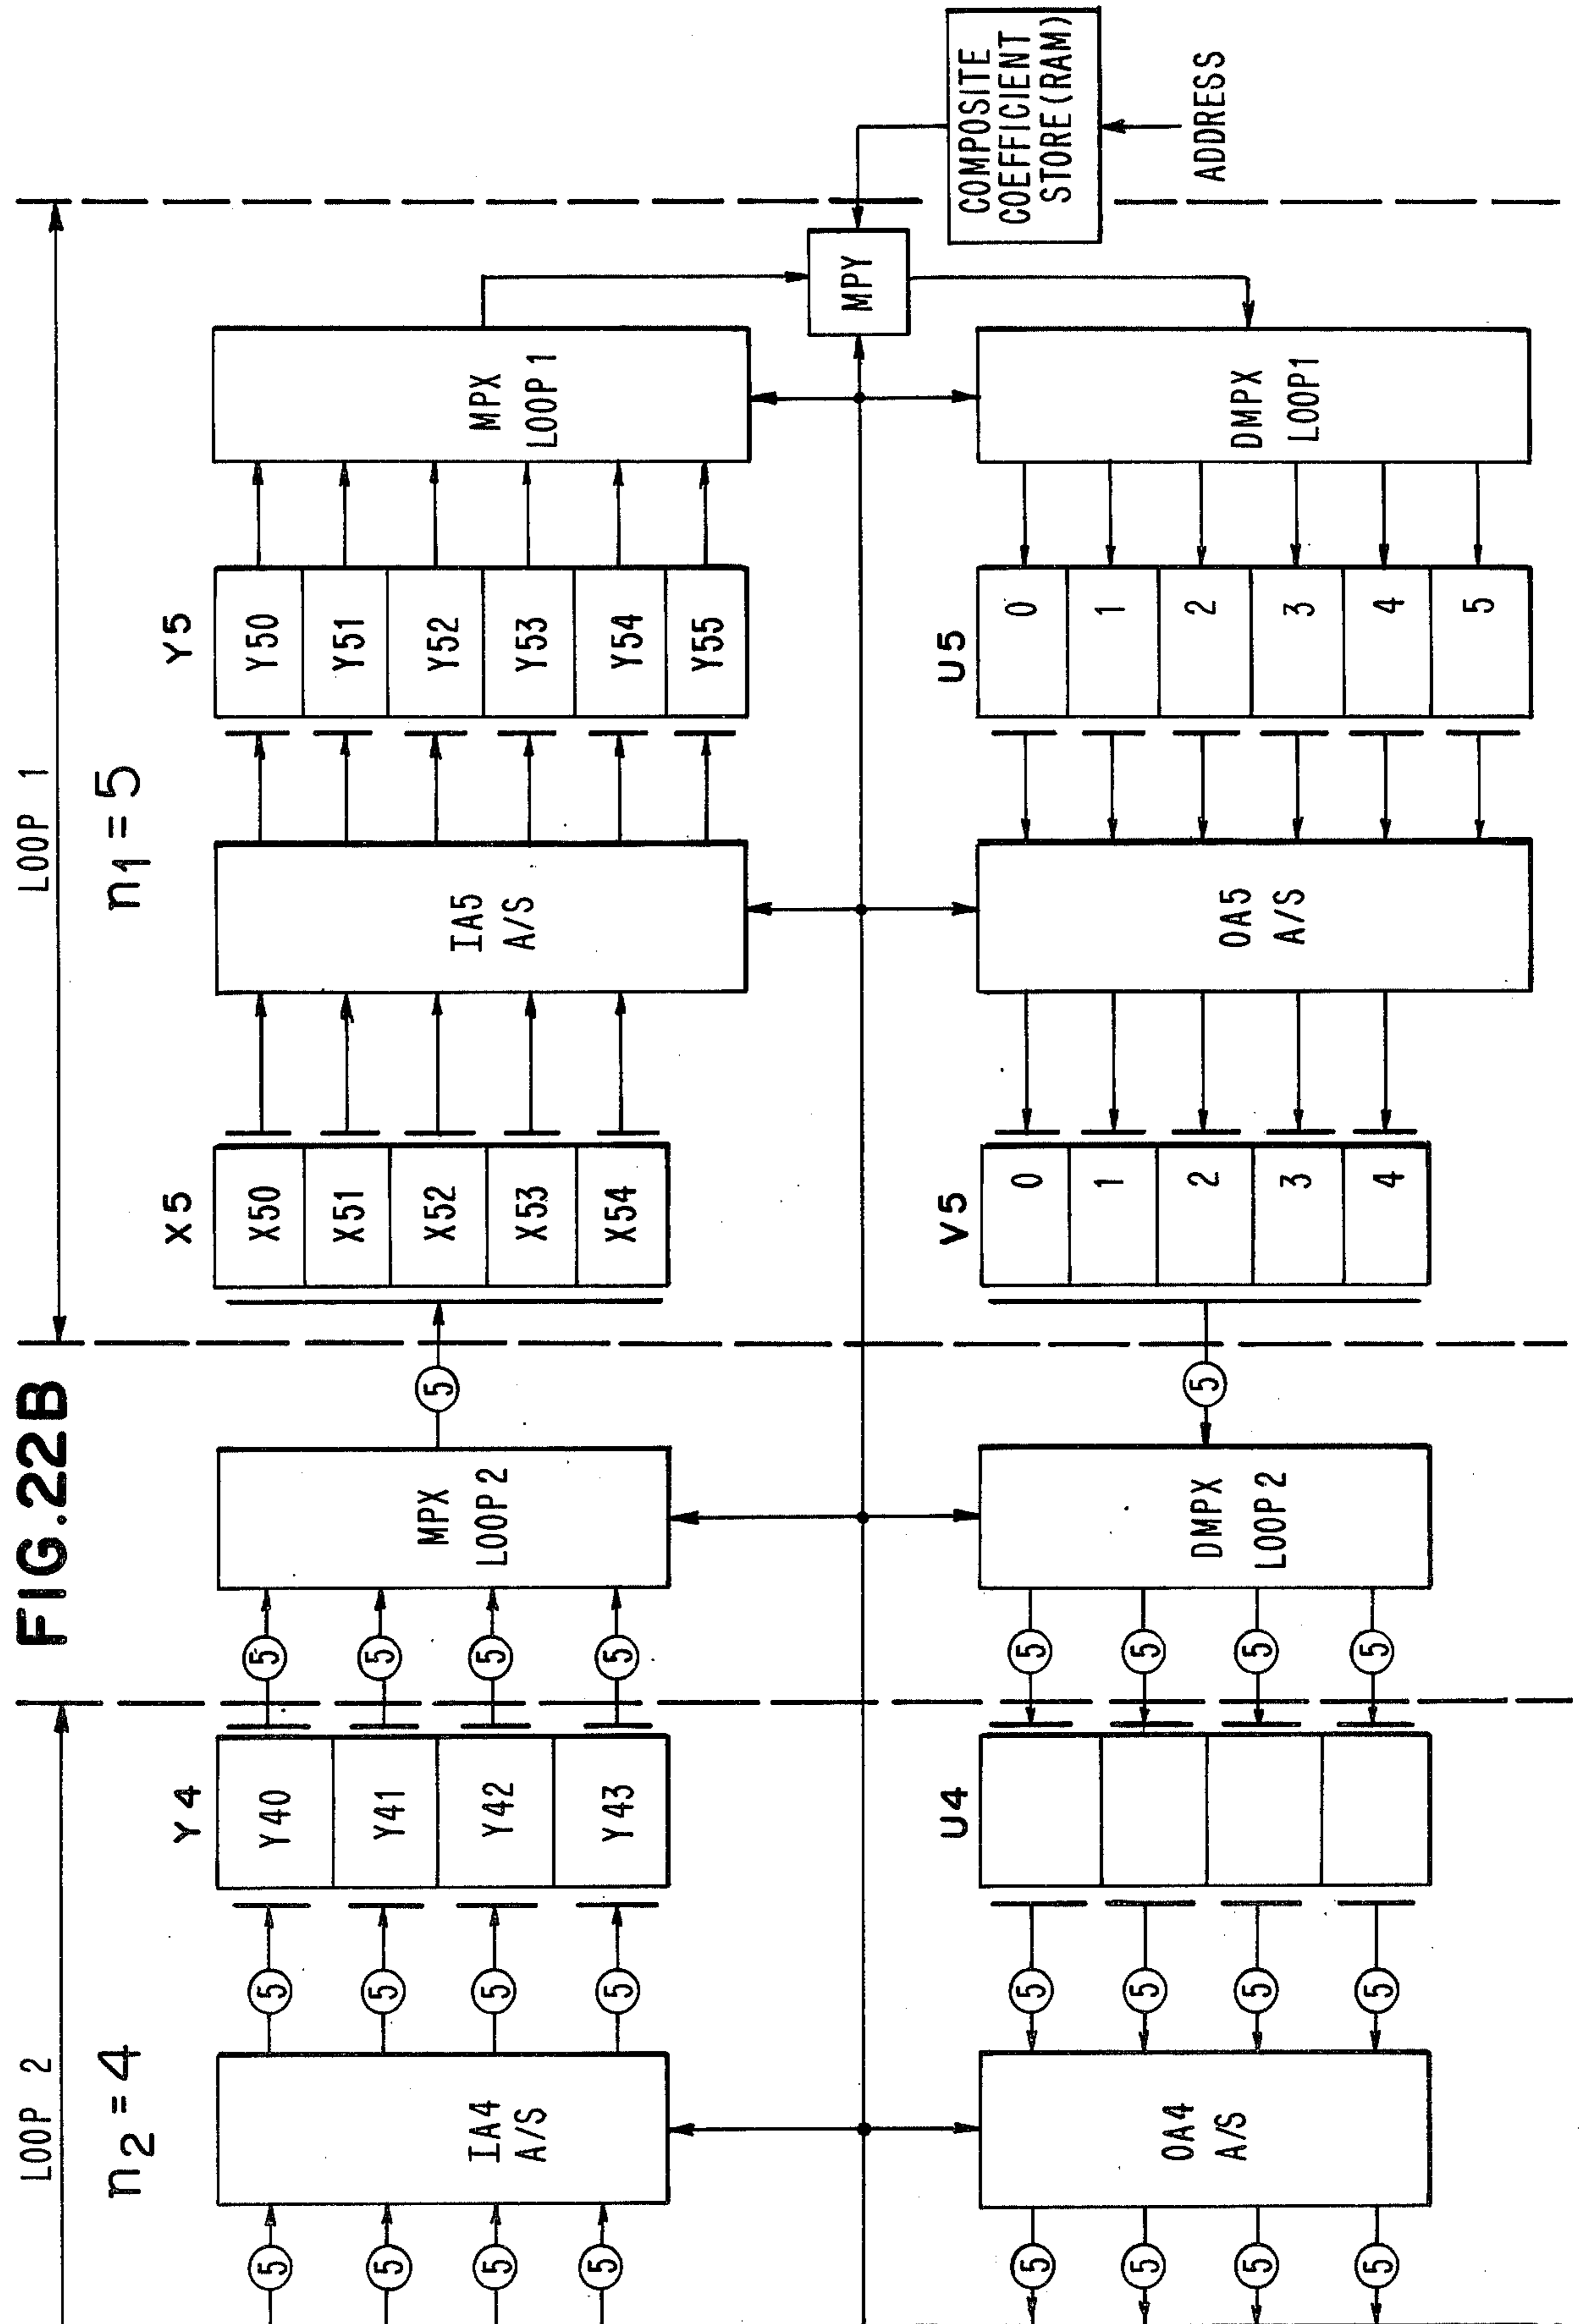 FIG.22B
LOOP 2
LOOP 1
n2 = 4
n1 = 5
Y4
X5
Y5
5
5
5
5
IA4
A/S
5
5
5
5
Y40
Y41
Y42
Y43
5
5
5
5
MPX
LOOP 2
5
X50
X51
X52
X53
X54
IA5
A/S
Y50
Y51
Y52
Y53
Y54
Y55
MPX
LOOP 1
MPY
COMPOSITE
COEFFICIENT
STORE(RAM)
ADDRESS
U4
V5
U5
5
5
5
5
OA4
A/S
5
5
5
5
5
5
5
5
DMPX
LOOP 2
5
0
1
2
3
4
OA5
A/S
0
1
2
3
4
5
DMPX
LOOP1